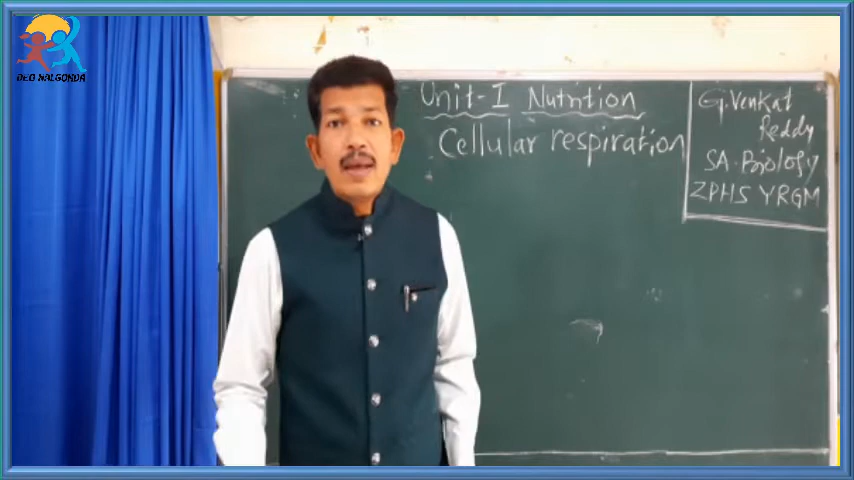 DEO NALGONDA
Unit-I Nutrition
Cellular respiration
G.Venkat
Reddy
SA.Biology
ZPHS YRGM